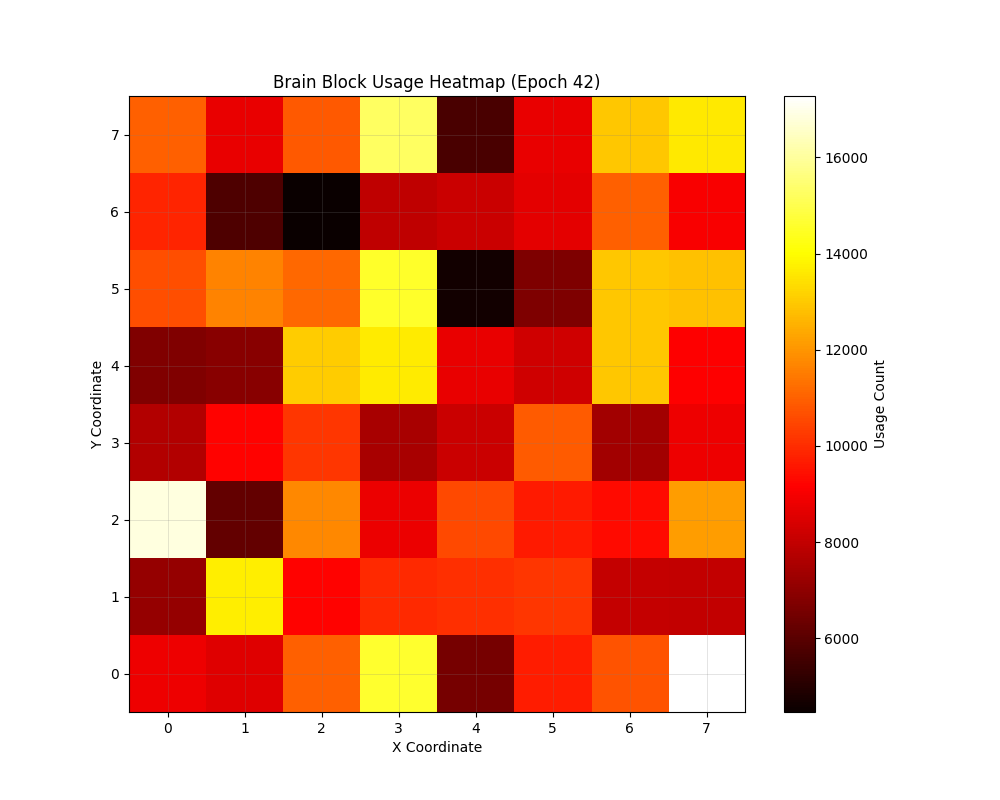 Brain Block Usage Heatmap (Epoch 42)
7
6
5
4
3
2
1
0
Y Coordinate
0 1 2 3 4 5 6 7
X Coordinate
16000
14000
12000
10000
8000
6000
Usage Count